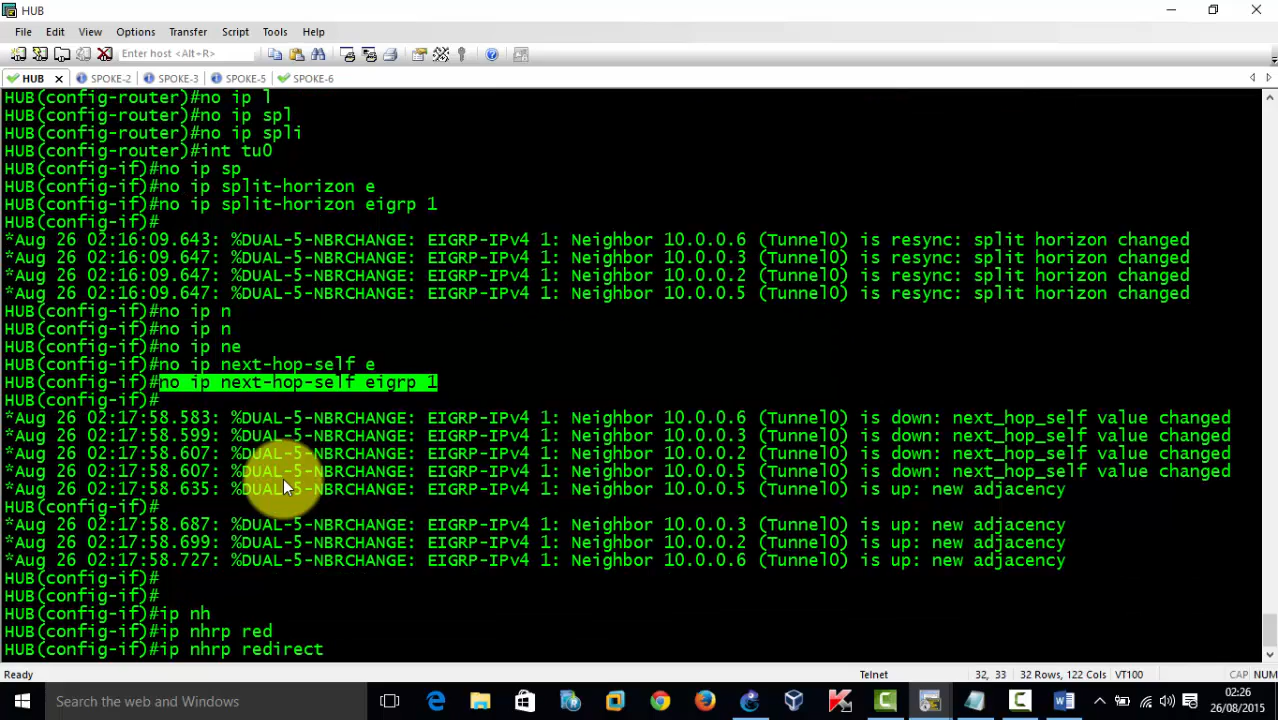 HUB
File Edit View Options Transfer Script Tools Help
Enter host <Alt+R>
HUB SPOKE-2 SPOKE-3 SPOKE-5 SPOKE-6
HUB(config-router)#no ip l
HUB(config-router)#no ip spl
HUB(config-router)#no ip spli
HUB(config-router)#int tu0
HUB(config-if)#no ip sp
HUB(config-if)#no ip split-horizon e
HUB(config-if)#no ip split-horizon eigrp 1
HUB(config-if)#
*Aug 26 02:16:09.643: %DUAL-5-NBRCHANGE: EIGRP-IPv4 1: Neighbor 10.0.0.6 (Tunnel0) is resync: split horizon changed
*Aug 26 02:16:09.647: %DUAL-5-NBRCHANGE: EIGRP-IPv4 1: Neighbor 10.0.0.3 (Tunnel0) is resync: split horizon changed
*Aug 26 02:16:09.647: %DUAL-5-NBRCHANGE: EIGRP-IPv4 1: Neighbor 10.0.0.2 (Tunnel0) is resync: split horizon changed
*Aug 26 02:16:09.647: %DUAL-5-NBRCHANGE: EIGRP-IPv4 1: Neighbor 10.0.0.5 (Tunnel0) is resync: split horizon changed
HUB(config-if)#no ip n
HUB(config-if)#no ip n
HUB(config-if)#no ip ne
HUB(config-if)#no ip next-hop-self e
HUB(config-if)#no ip next-hop-self eigrp 1
HUB(config-if)#
*Aug 26 02:17:58.583: %DUAL-5-NBRCHANGE: EIGRP-IPv4 1: Neighbor 10.0.0.6 (Tunnel0) is down: next_hop_self value changed
*Aug 26 02:17:58.599: %DUAL-5-NBRCHANGE: EIGRP-IPv4 1: Neighbor 10.0.0.3 (Tunnel0) is down: next_hop_self value changed
*Aug 26 02:17:58.607: %DUAL-5-NBRCHANGE: EIGRP-IPv4 1: Neighbor 10.0.0.2 (Tunnel0) is down: next_hop_self value changed
*Aug 26 02:17:58.607: %DUAL-5-NBRCHANGE: EIGRP-IPv4 1: Neighbor 10.0.0.5 (Tunnel0) is down: next_hop_self value changed
*Aug 26 02:17:58.635: %DUAL-5-NBRCHANGE: EIGRP-IPv4 1: Neighbor 10.0.0.5 (Tunnel0) is up: new adjacency
HUB(config-if)#
*Aug 26 02:17:58.687: %DUAL-5-NBRCHANGE: EIGRP-IPv4 1: Neighbor 10.0.0.3 (Tunnel0) is up: new adjacency
*Aug 26 02:17:58.699: %DUAL-5-NBRCHANGE: EIGRP-IPv4 1: Neighbor 10.0.0.2 (Tunnel0) is up: new adjacency
*Aug 26 02:17:58.727: %DUAL-5-NBRCHANGE: EIGRP-IPv4 1: Neighbor 10.0.0.6 (Tunnel0) is up: new adjacency
HUB(config-if)#
HUB(config-if)#
HUB(config-if)#ip nh
HUB(config-if)#ip nhrp red
HUB(config-if)#ip nhrp redirect
Ready Telnet 32, 33 32 Rows, 122 Cols VT100 CAP NUM
Search the web and Windows
02:26
26/08/2015